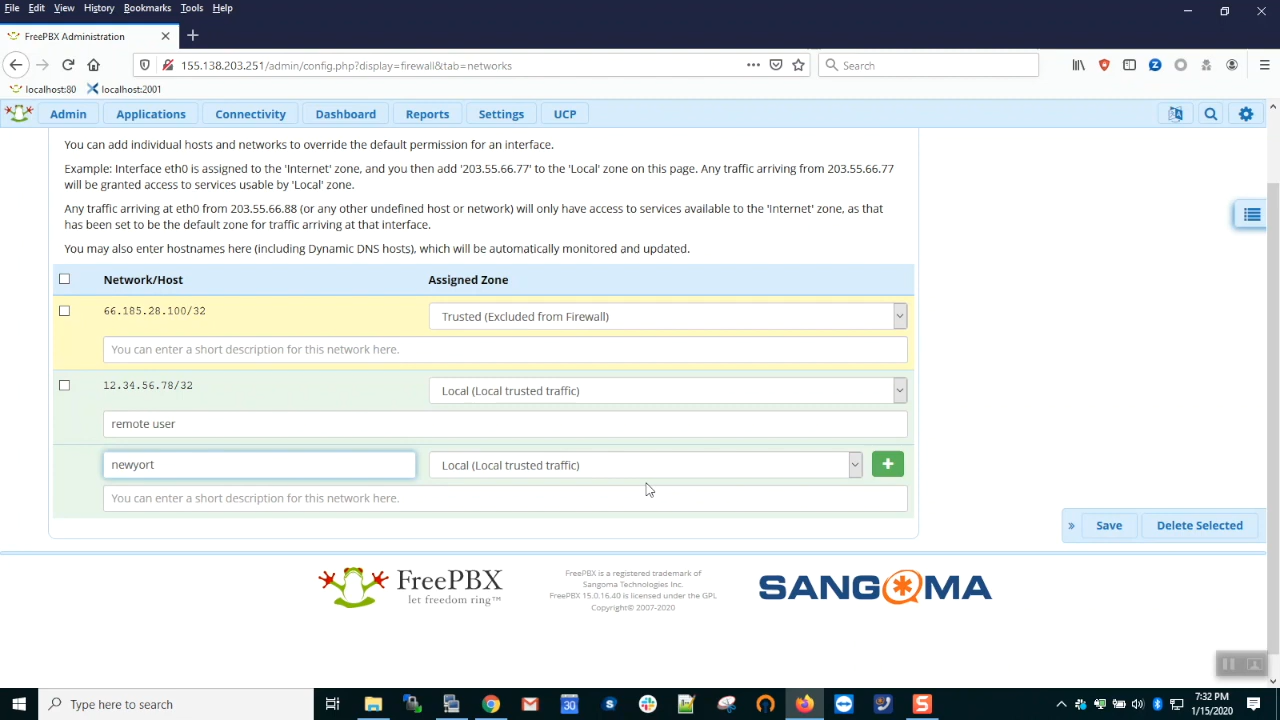 File Edit View History Bookmarks Tools Help
FreePBX Administration
155.138.203.251/admin/config.php?display=firewall&tab=networks
Search
localhost:80 localhost:2001
Admin Applications Connectivity Dashboard Reports Settings UCP
You can add individual hosts and networks to override the default permission for an interface.
Example: Interface eth0 is assigned to the 'Internet' zone, and you then add '203.55.66.77' to the 'Local' zone on this page. Any traffic arriving from 203.55.66.77
will be granted access to services usable by 'Local' zone.
Any traffic arriving at eth0 from 203.55.66.88 (or any other undefined host or network) will only have access to services available to the 'Internet' zone, as that
has been set to be the default zone for traffic arriving at that interface.
You may also enter hostnames here (including Dynamic DNS hosts), which will be automatically monitored and updated.
Network/Host Assigned Zone
66.185.28.100/32 Trusted (Excluded from Firewall)
You can enter a short description for this network here.
12.34.56.78/32 Local (Local trusted traffic)
remote user
newyort Local (Local trusted traffic)
You can enter a short description for this network here.
» Save Delete Selected
FreePBX
let freedom ring™
FreePBX is a registered trademark of
Sangoma Technologies Inc.
FreePBX 15.0.16.40 is licensed under the GPL
Copyright© 2007-2020
SANGOMA
Type here to search
7:32 PM
1/15/2020